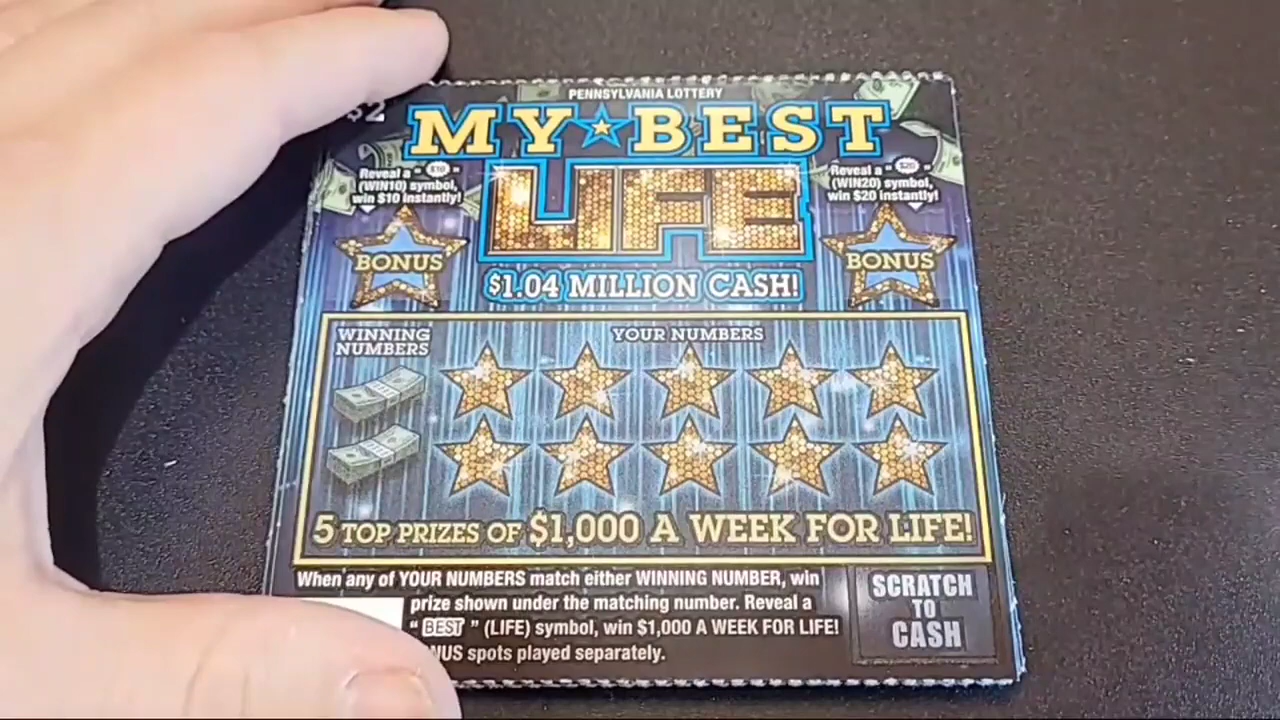 PENNSYLVANIA LOTTERY
$2
MY BEST
LIFE
$1.04 MILLION CASH!
Reveal a "$10"
(WIN10) symbol,
win $10 instantly!
BONUS
Reveal a "$20"
(WIN20) symbol,
win $20 instantly!
BONUS
WINNING
NUMBERS
YOUR NUMBERS
5 TOP PRIZES OF $1,000 A WEEK FOR LIFE!
When any of YOUR NUMBERS match either WINNING NUMBER, win
prize shown under the matching number. Reveal a
"BEST" (LIFE) symbol, win $1,000 A WEEK FOR LIFE!
spots played separately.
SCRATCH
TO
CASH